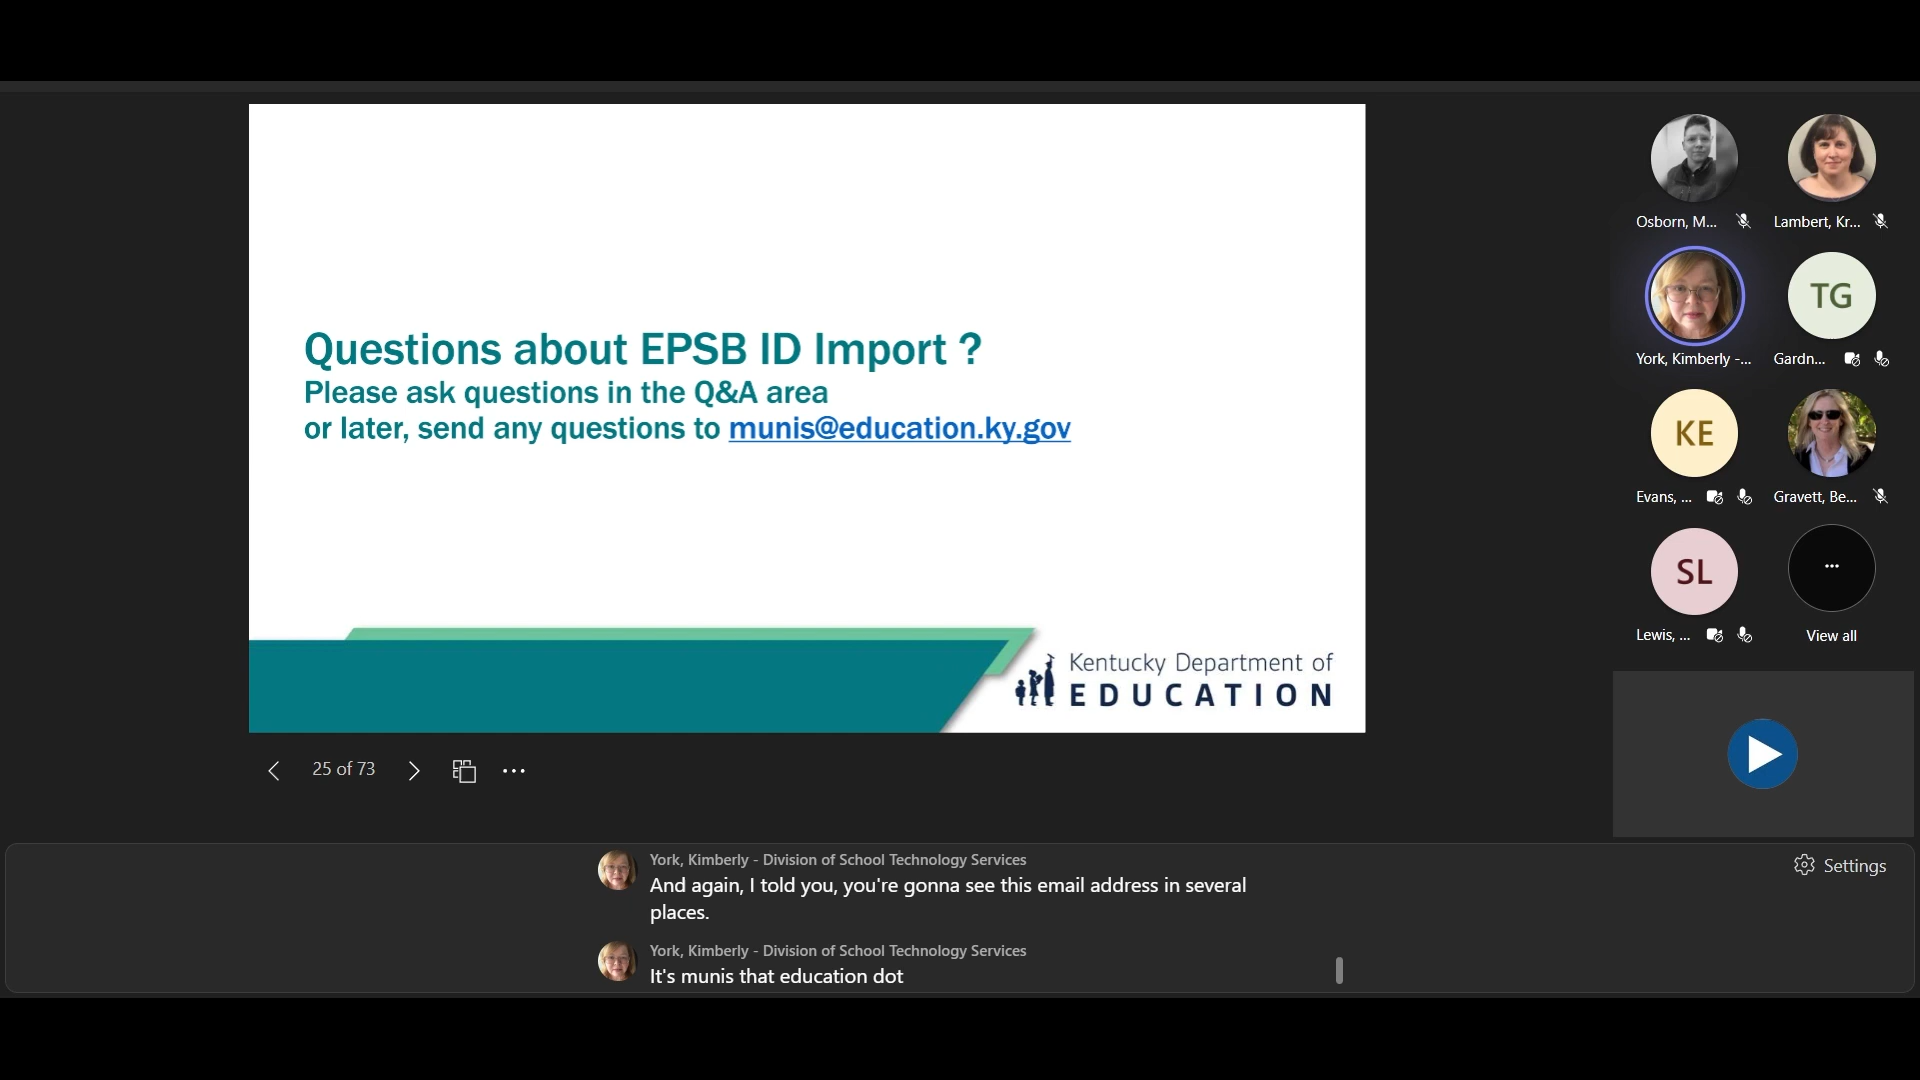 Questions about EPSB ID Import ?
Please ask questions in the Q&A area
or later, send any questions to munis@education.ky.gov
Kentucky Department of
EDUCATION
25 of 73
Osborn, M...
Lambert, Kr...
York, Kimberly -...
TG
Gardn...
KE
Evans, ...
Gravett, Be...
SL
Lewis, ...
View all
York, Kimberly - Division of School Technology Services
And again, I told you, you're gonna see this email address in several
places.
York, Kimberly - Division of School Technology Services
It's munis that education dot
Settings